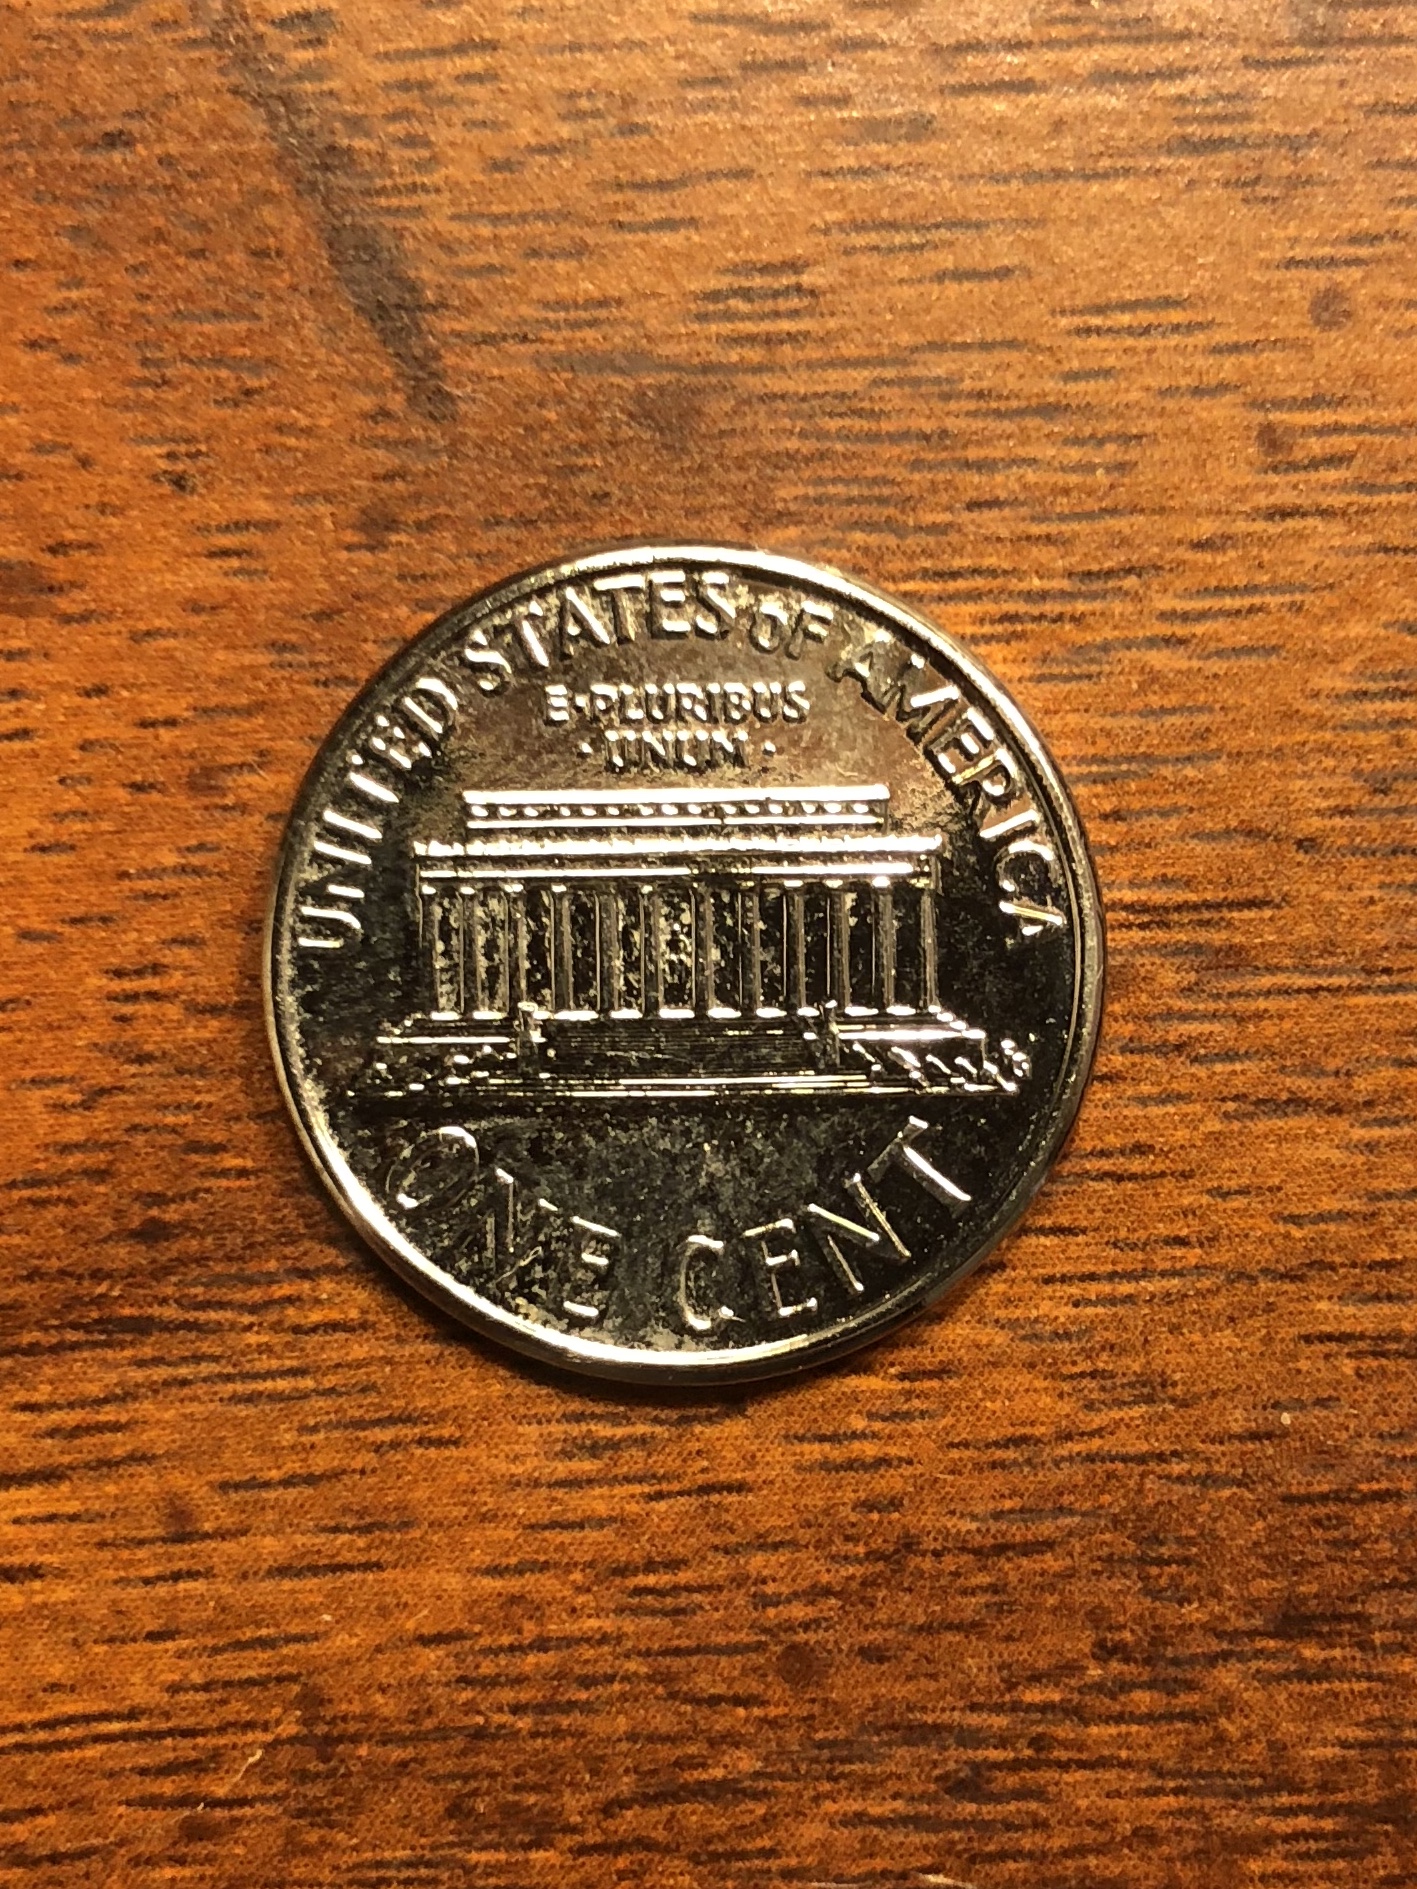 UNITED STATES OF AMERICA
E·PLURIBUS
·UNUM·
ONE CENT